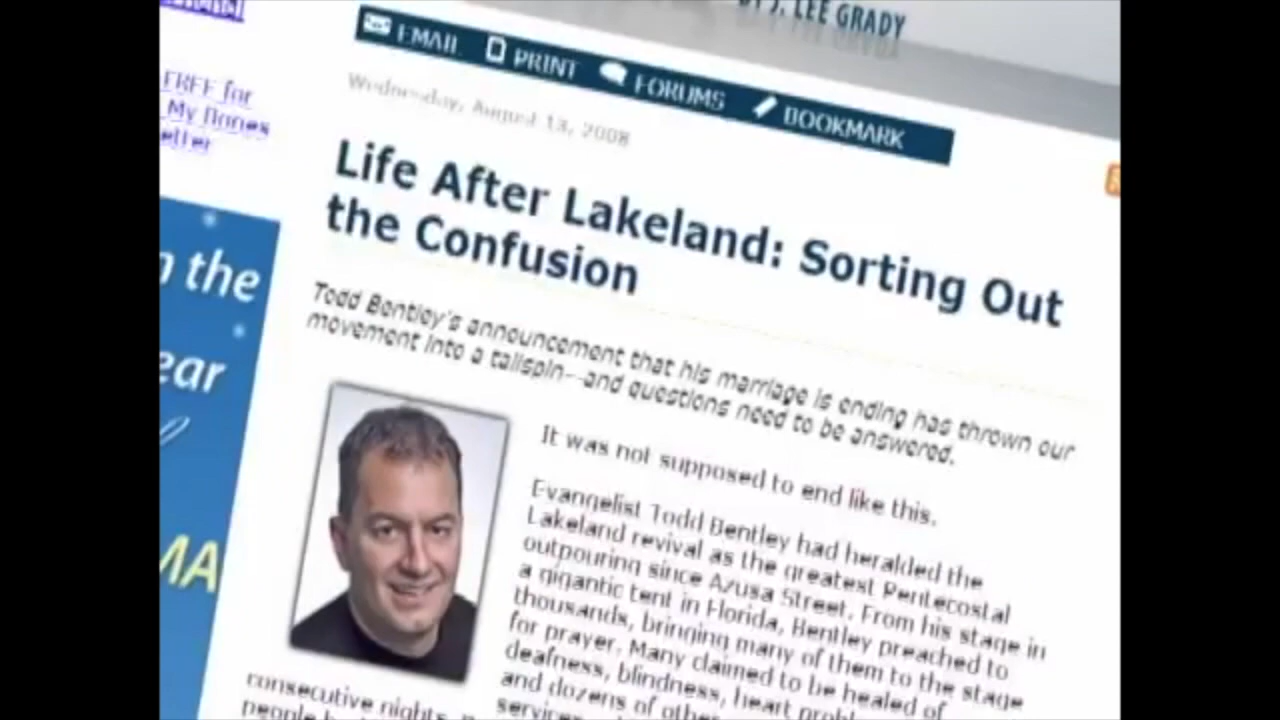 BY J. LEE GRADY
EMAIL PRINT FORUMS BOOKMARK
Wednesday, August 13, 2008
FREE for
My Bones
etter
Life After Lakeland: Sorting Out
the Confusion
Todd Bentley's announcement that his marriage is ending has thrown our
movement into a tailspin--and questions need to be answered.
n the
ear
MA
It was not supposed to end like this.
Evangelist Todd Bentley had heralded the
Lakeland revival as the greatest Pentecostal
outpouring since Azusa Street. From his stage in
a gigantic tent in Florida, Bentley preached to
thousands, bringing many of them to the stage
for prayer. Many claimed to be healed of
deafness, blindness, heart
and dozens of
consecutive nights,